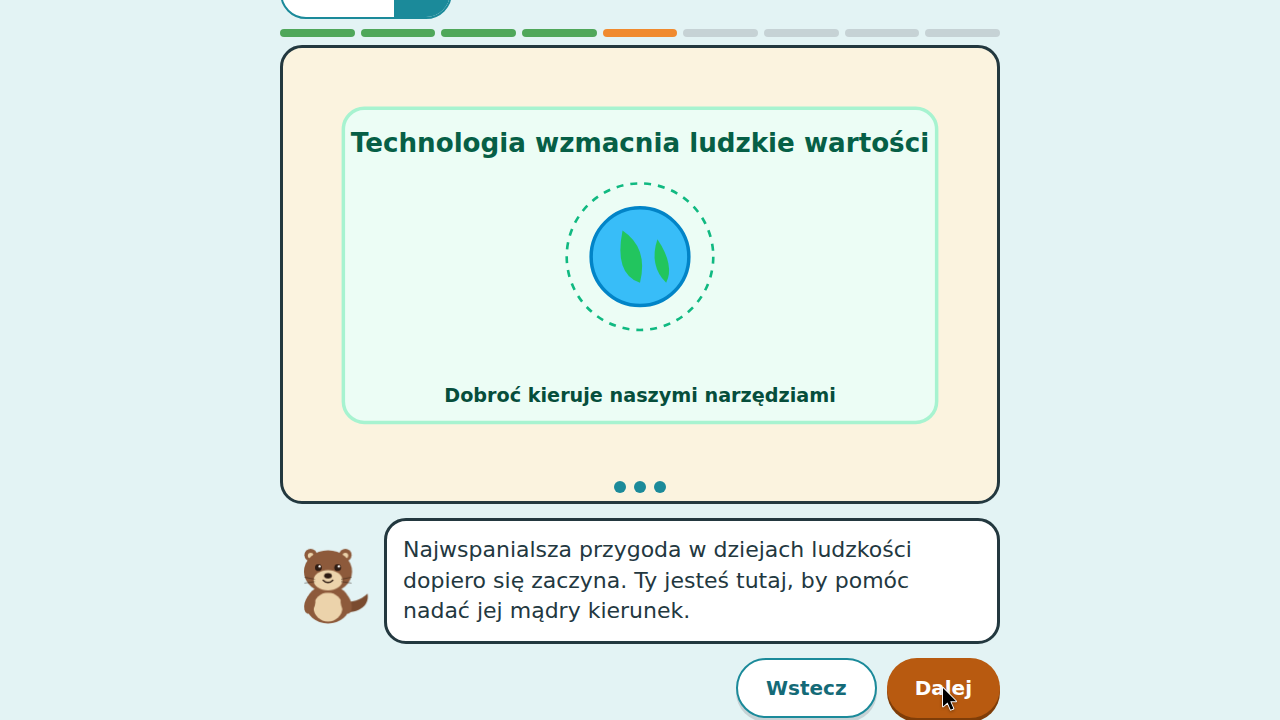 Technologia wzmacnia ludzkie wartości
Dobroć kieruje naszymi narzędziami
Najwspanialsza przygoda w dziejach ludzkości
dopiero się zaczyna. Ty jesteś tutaj, by pomóc
nadać jej mądry kierunek.
Wstecz
Dalej